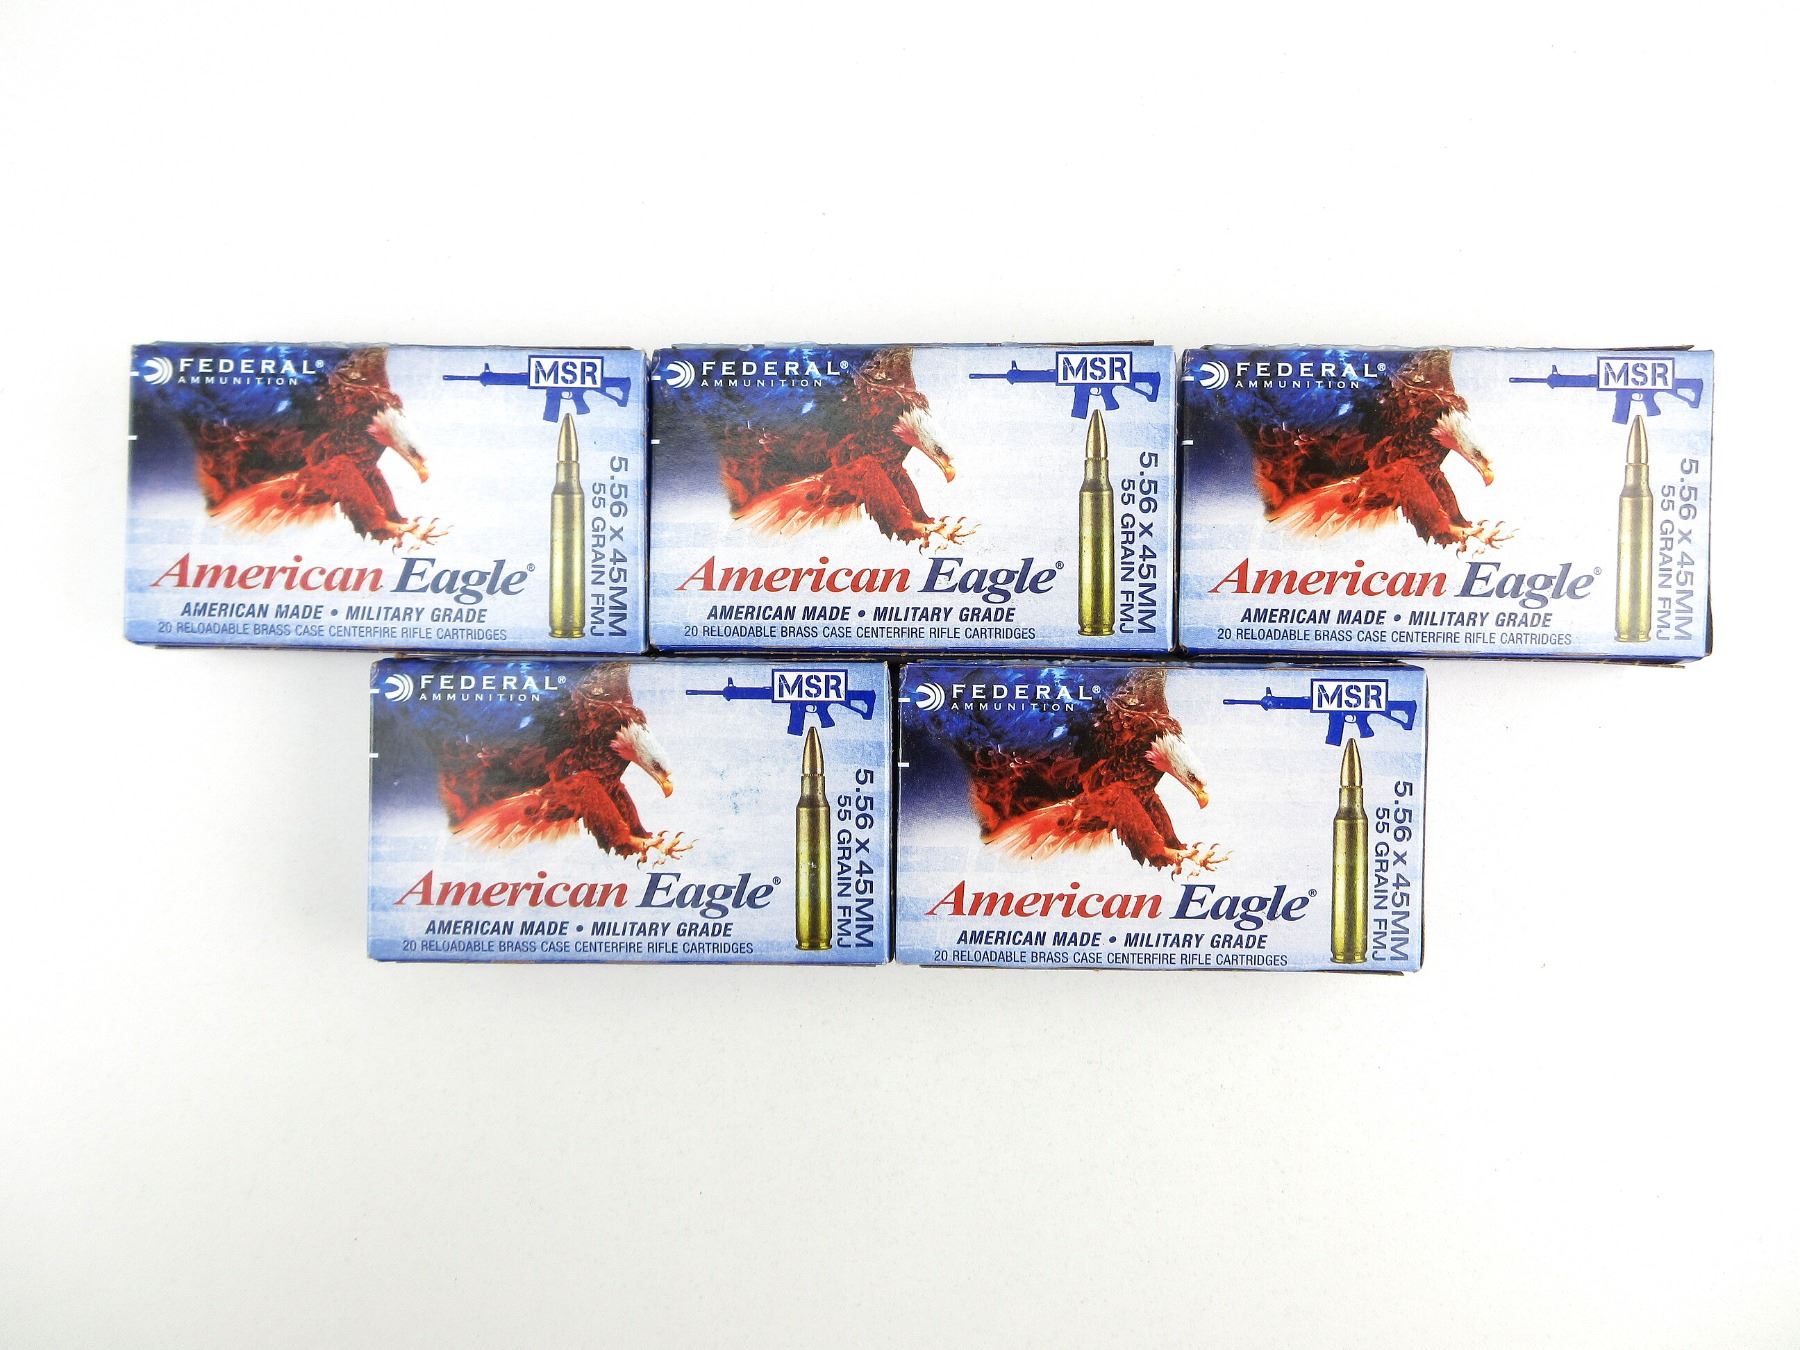 FEDERAL®
AMMUNITION
MSR
5.56 x 45MM
55 GRAIN FMJ
American Eagle®
AMERICAN MADE • MILITARY GRADE
20 RELOADABLE BRASS CASE CENTERFIRE RIFLE CARTRIDGES
FEDERAL®
AMMUNITION
MSR
5.56 x 45MM
55 GRAIN FMJ
American Eagle®
AMERICAN MADE • MILITARY GRADE
20 RELOADABLE BRASS CASE CENTERFIRE RIFLE CARTRIDGES
FEDERAL®
AMMUNITION
MSR
5.56 x 45MM
55 GRAIN FMJ
American Eagle®
AMERICAN MADE • MILITARY GRADE
20 RELOADABLE BRASS CASE CENTERFIRE RIFLE CARTRIDGES
FEDERAL®
AMMUNITION
MSR
5.56 x 45MM
55 GRAIN FMJ
American Eagle®
AMERICAN MADE • MILITARY GRADE
20 RELOADABLE BRASS CASE CENTERFIRE RIFLE CARTRIDGES
FEDERAL®
AMMUNITION
MSR
5.56 x 45MM
55 GRAIN FMJ
American Eagle®
AMERICAN MADE • MILITARY GRADE
20 RELOADABLE BRASS CASE CENTERFIRE RIFLE CARTRIDGES